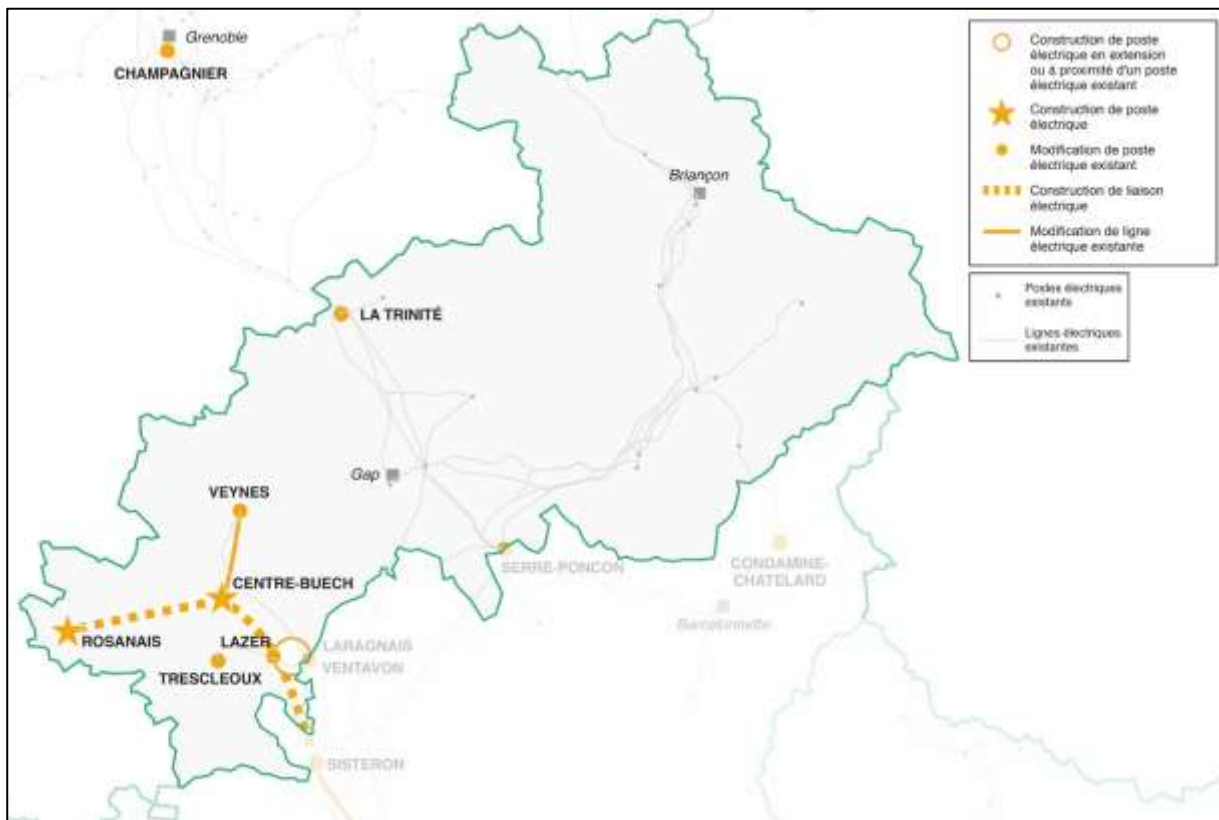 Grenoble
CHAMPAGNIER
Construction de poste
électrique en extension
ou à proximité d'un poste
électrique existant
Construction de poste
électrique
Modification de poste
électrique existant
Construction de liaison
électrique
Modification de ligne
électrique existante
Postes électriques
existants
Lignes électriques
existantes
Briançon
LA TRINITÉ
Gap
VEYNES
SERRE-PONCON
CONDAMINE-
CHATELARD
CENTRE-BUECH
Barcelonnette
ROSANAIS
LAZER
LARAGNAIS
VENTAVON
TRESCLEOUX
SISTERON